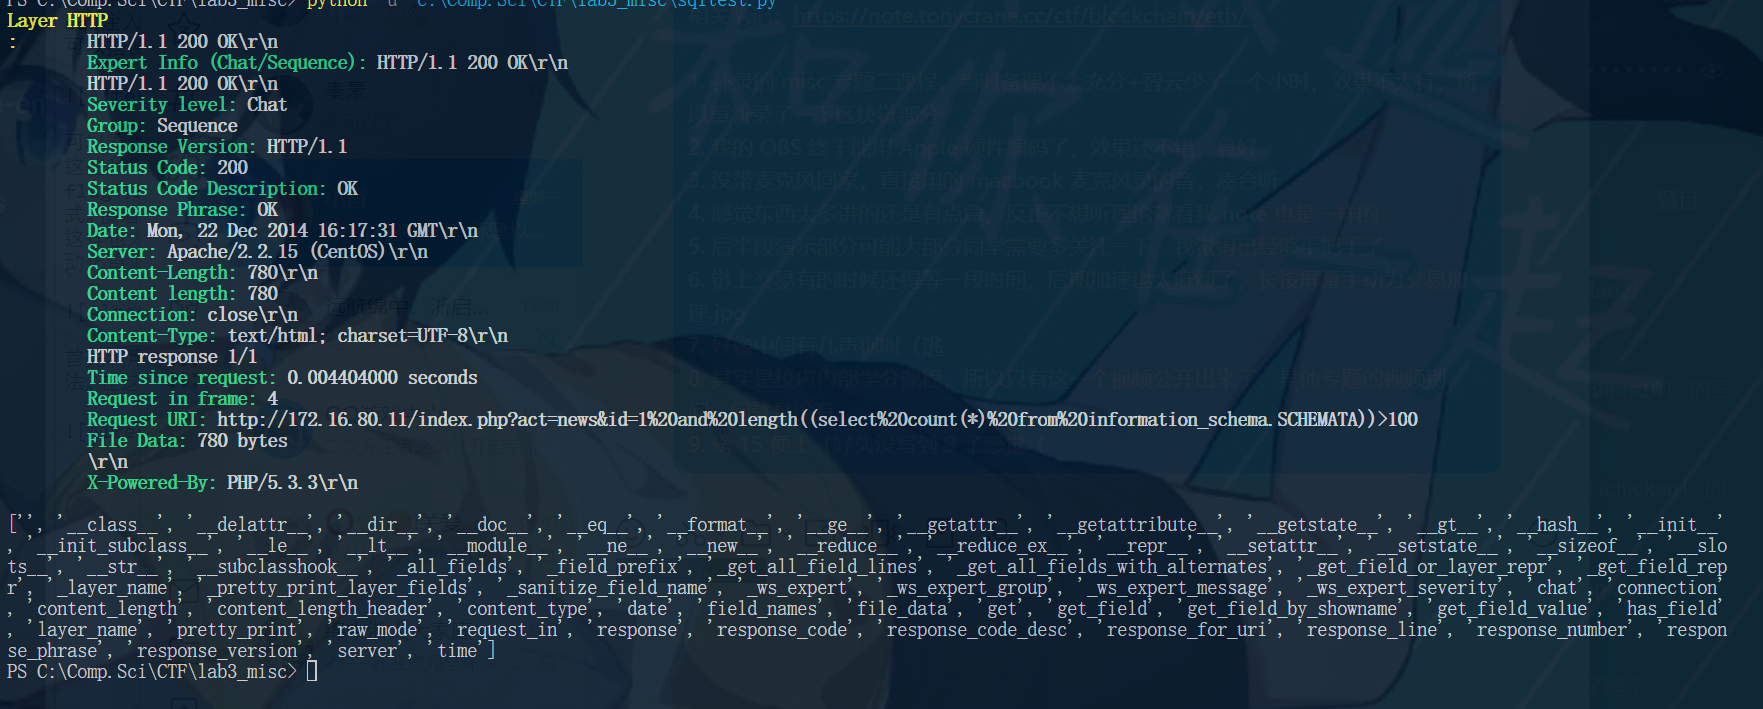 PS C:\Comp.Sci\CTF\lab3_misc> python -u "c:\Comp.Sci\CTF\lab3_misc\sqltest.py"
Layer HTTP
:       HTTP/1.1 200 OK\r\n
Expert Info (Chat/Sequence): HTTP/1.1 200 OK\r\n
HTTP/1.1 200 OK\r\n
Severity level: Chat
Group: Sequence
Response Version: HTTP/1.1
Status Code: 200
Status Code Description: OK
Response Phrase: OK
Date: Mon, 22 Dec 2014 16:17:31 GMT\r\n
Server: Apache/2.2.15 (CentOS)\r\n
Content-Length: 780\r\n
Content length: 780
Connection: close\r\n
Content-Type: text/html; charset=UTF-8\r\n
HTTP response 1/1
Time since request: 0.004404000 seconds
Request in frame: 4
Request URI: http://172.16.80.11/index.php?act=news&id=1%20and%20length((select%20count(*)%20from%20information_schema.SCHEMATA))>100
File Data: 780 bytes
\r\n
X-Powered-By: PHP/5.3.3\r\n
['', '__class__', '__delattr__', '__dir__', '__doc__', '__eq__', '__format__', '__ge__', '__getattr__', '__getattribute__', '__getstate__', '__gt__', '__hash__', '__init__'
, '__init_subclass__', '__le__', '__lt__', '__module__', '__ne__', '__new__', '__reduce__', '__reduce_ex__', '__repr__', '__setattr__', '__setstate__', '__sizeof__', '__slo
ts__', '__str__', '__subclasshook__', '_all_fields', '_field_prefix', '_get_all_field_lines', '_get_all_fields_with_alternates', '_get_field_or_layer_repr', '_get_field_rep
r', '_layer_name', '_pretty_print_layer_fields', '_sanitize_field_name', '_ws_expert', '_ws_expert_group', '_ws_expert_message', '_ws_expert_severity', 'chat', 'connection'
, 'content_length', 'content_length_header', 'content_type', 'date', 'field_names', 'file_data', 'get', 'get_field', 'get_field_by_showname', 'get_field_value', 'has_field'
, 'layer_name', 'pretty_print', 'raw_mode', 'request_in', 'response', 'response_code', 'response_code_desc', 'response_for_uri', 'response_line', 'response_number', 'respon
se_phrase', 'response_version', 'server', 'time']
PS C:\Comp.Sci\CTF\lab3_misc>